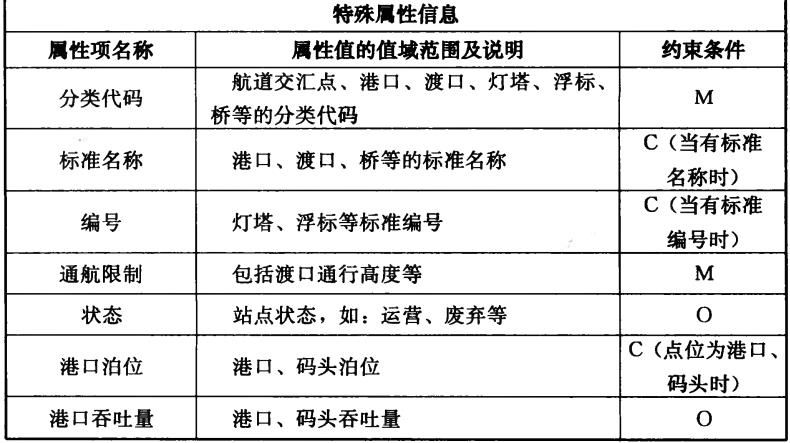 特殊属性信息
属性项名称 属性值的值域范围及说明 约束条件
分类代码 航道交汇点、港口、渡口、灯塔、浮标、
桥等的分类代码 M
标准名称 港口、渡口、桥等的标准名称 C（当有标准
名称时）
编号 灯塔、浮标等标准编号 C（当有标准
编号时）
通航限制 包括渡口通行高度等 M
状态 站点状态，如：运营、废弃等 O
港口泊位 港口、码头泊位 C（点位为港口、
码头时）
港口吞吐量 港口、码头吞吐量 O